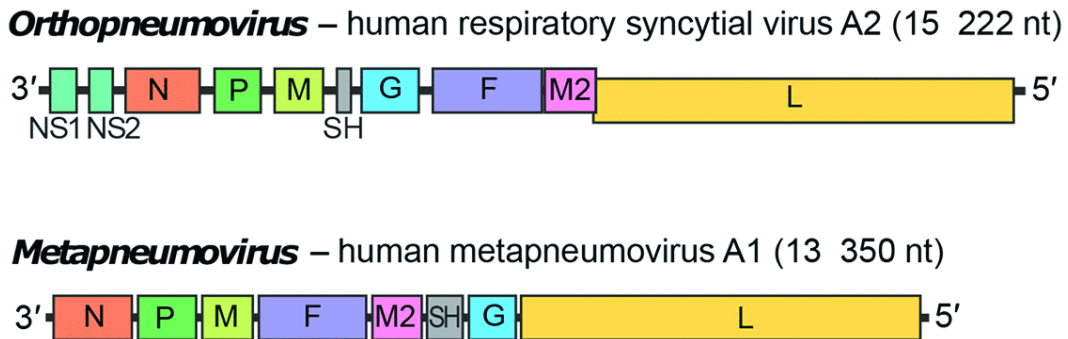 Orthopneumovirus – human respiratory syncytial virus A2 (15 222 nt)
3′ N P M G F M2 L 5′
NS1 NS2 SH
Metapneumovirus – human metapneumovirus A1 (13 350 nt)
3′ N P M F M2 SH G L 5′